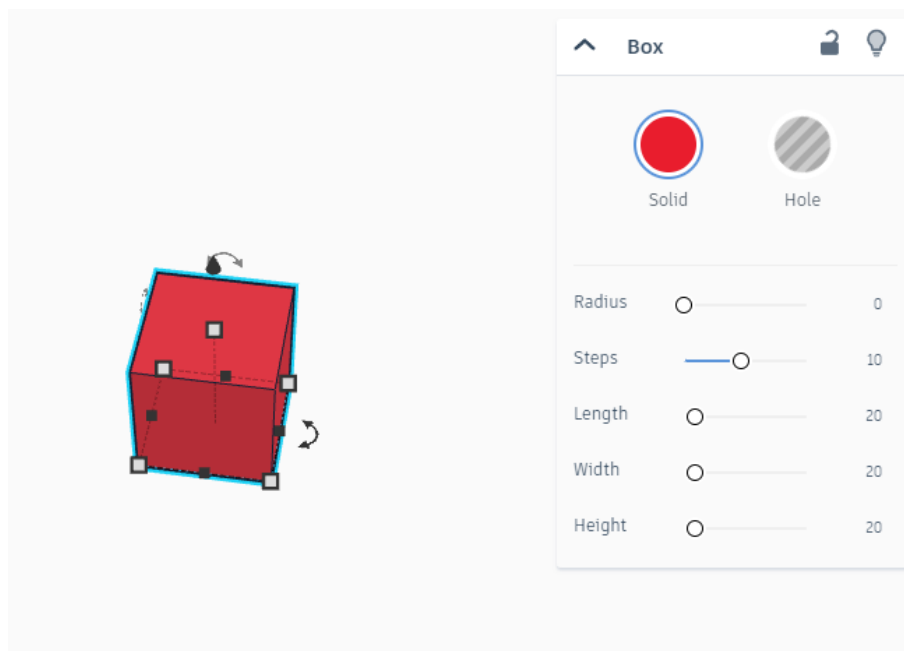 Box
Solid Hole
Radius 0
Steps 10
Length 20
Width 20
Height 20